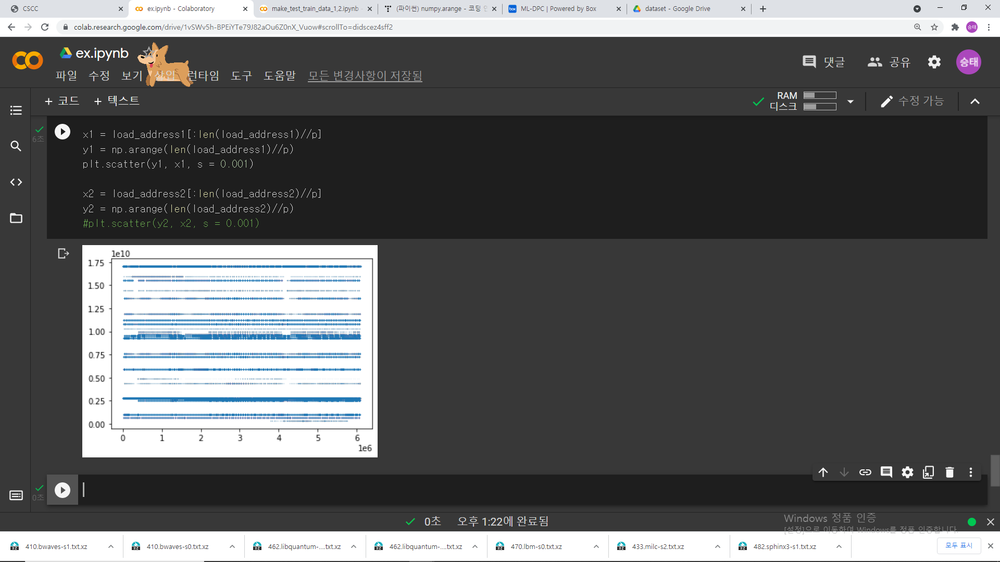 CSCC
ex.ipynb - Colaboratory
make_test_train_data_1,2.ipynb
(파이썬) numpy.arange - 코딩
ML-DPC | Powered by Box
dataset - Google Drive
colab.research.google.com/drive/1vSWv5h-BPEiYTe79J82aOu6Z0nX_Vuow#scrollTo=didscez4sff2
승태
ex.ipynb
파일 수정 보기 삽입 런타임 도구 도움말 모든 변경사항이 저장됨
댓글 공유 승태
+ 코드 + 텍스트
RAM
디스크
수정 가능
6초
x1 = load_address1[:len(load_address1)//p]
y1 = np.arange(len(load_address1)//p)
plt.scatter(y1, x1, s = 0.001)
x2 = load_address2[:len(load_address2)//p]
y2 = np.arange(len(load_address2)//p)
#plt.scatter(y2, x2, s = 0.001)
1e10
1.75
1.50
1.25
1.00
0.75
0.50
0.25
0.00
0 1 2 3 4 5 6
1e6
0초
0초 오후 1:22에 완료됨
Windows 정품 인증
[설정]으로 이동하여 Windows를 정품 인증합니다.
410.bwaves-s1.txt.xz
410.bwaves-s0.txt.xz
462.libquantum-....txt.xz
462.libquantum-....txt.xz
470.lbm-s0.txt.xz
433.milc-s2.txt.xz
482.sphinx3-s1.txt.xz
모두 표시